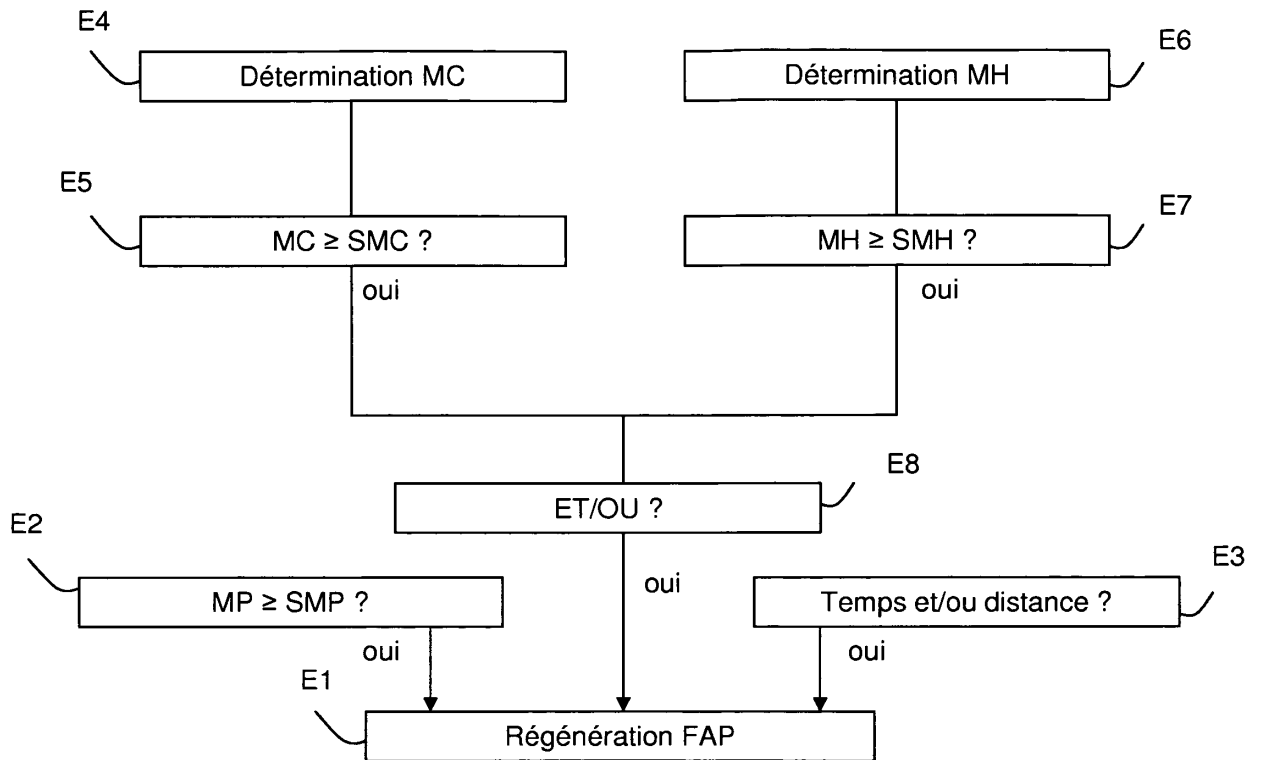 E4
Détermination MC
E6
Détermination MH
E5
MC ≥ SMC ?
oui
E7
MH ≥ SMH ?
oui
E8
ET/OU ?
oui
E2
MP ≥ SMP ?
oui
E3
Temps et/ou distance ?
oui
E1
Régénération FAP